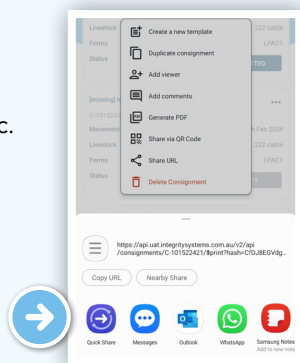 c.
Livestock
222 cattle
Forms
LPAC1
Status
Create a new template
Duplicate consignment
Add viewer
Add comments
Generate PDF
Share via QR Code
Share URL
Delete Consignment
[missing] t
C-1015224
Movement
Feb 2024
Livestock
222 cattle
Forms
LPAC1
Status
https://api.uat.integritysystems.com.au/v2/api
/consignments/C-101522421/$print?hash=CfDJ8EGVdg...
Copy URL
Nearby Share
Quick Share
Messages
Outlook
WhatsApp
Samsung Notes
Add to new note